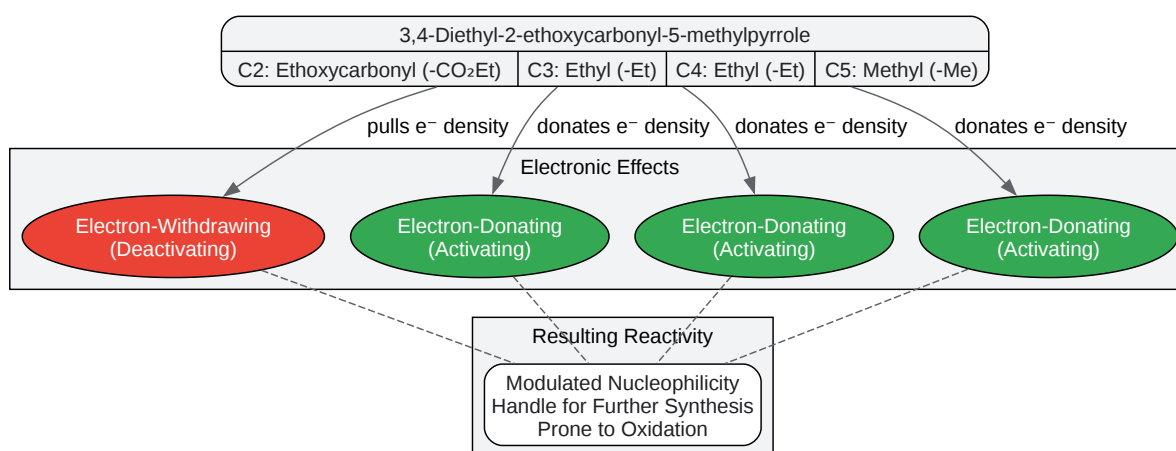 3,4-Diethyl-2-ethoxycarbonyl-5-methylpyrrole
C2: Ethoxycarbonyl (-CO₂Et) C3: Ethyl (-Et) C4: Ethyl (-Et) C5: Methyl (-Me)
pulls e⁻ density donates e⁻ density donates e⁻ density donates e⁻ density
Electronic Effects
Electron-Withdrawing
(Deactivating)
Electron-Donating
(Activating)
Electron-Donating
(Activating)
Electron-Donating
(Activating)
Resulting Reactivity
Modulated Nucleophilicity
Handle for Further Synthesis
Prone to Oxidation